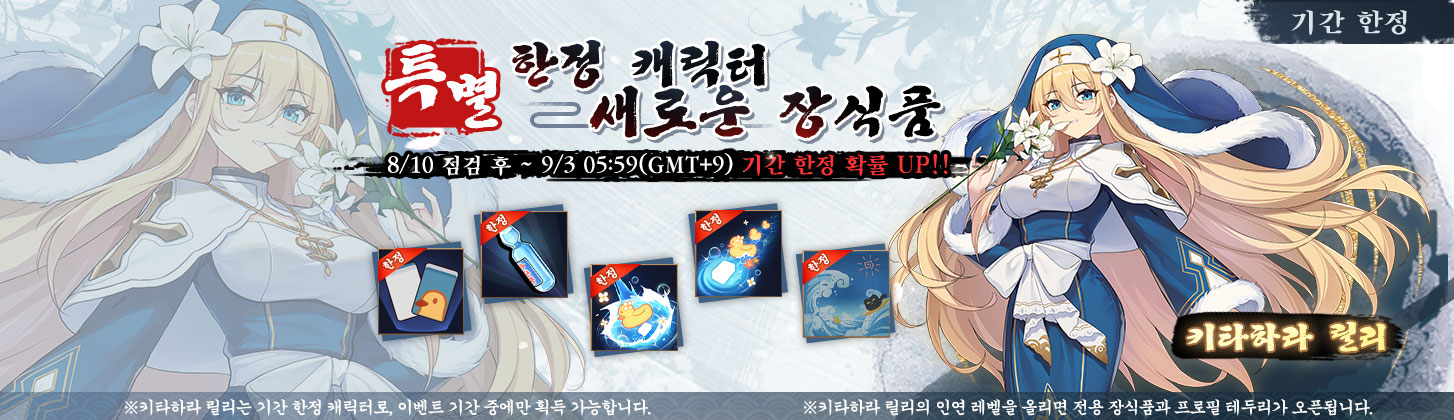 기간 한정
특별 한정 캐릭터
새로운 장식품
8/10 점검 후 ~ 9/3 05:59(GMT+9) 기간 한정 확률 UP!!
한정
한정
한정
한정
한정
키타하라 릴리
※키타하라 릴리는 기간 한정 캐릭터로, 이벤트 기간 중에만 획득 가능합니다.
※키타하라 릴리의 인연 레벨을 올리면 전용 장식품과 프로필 테두리가 오픈됩니다.